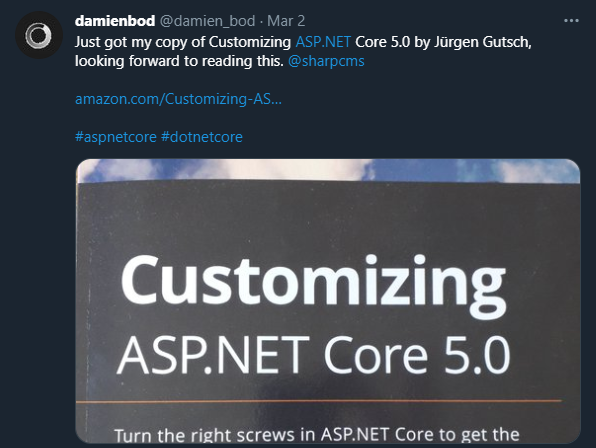 damienbod @damien_bod · Mar 2
Just got my copy of Customizing ASP.NET Core 5.0 by Jürgen Gutsch,
looking forward to reading this. @sharpcms
amazon.com/Customizing-AS...
#aspnetcore #dotnetcore
Customizing
ASP.NET Core 5.0
Turn the right screws in ASP.NET Core to get the